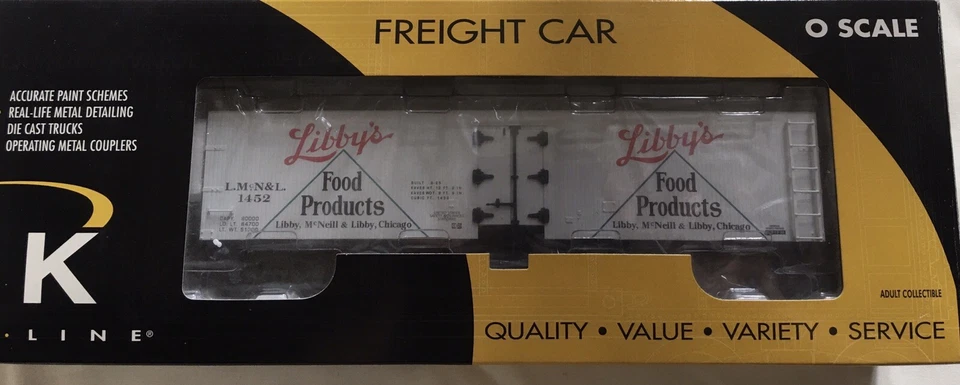 FREIGHT CAR
O SCALE
ACCURATE PAINT SCHEMES
REAL-LIFE METAL DETAILING
DIE CAST TRUCKS
OPERATING METAL COUPLERS
Libby's
Food
Products
Libby, McNeill & Libby, Chicago
L.McN&L.
1452
Libby's
Food
Products
Libby, McNeill & Libby, Chicago
K
LINE®
ADULT COLLECTIBLE
QUALITY • VALUE • VARIETY • SERVICE